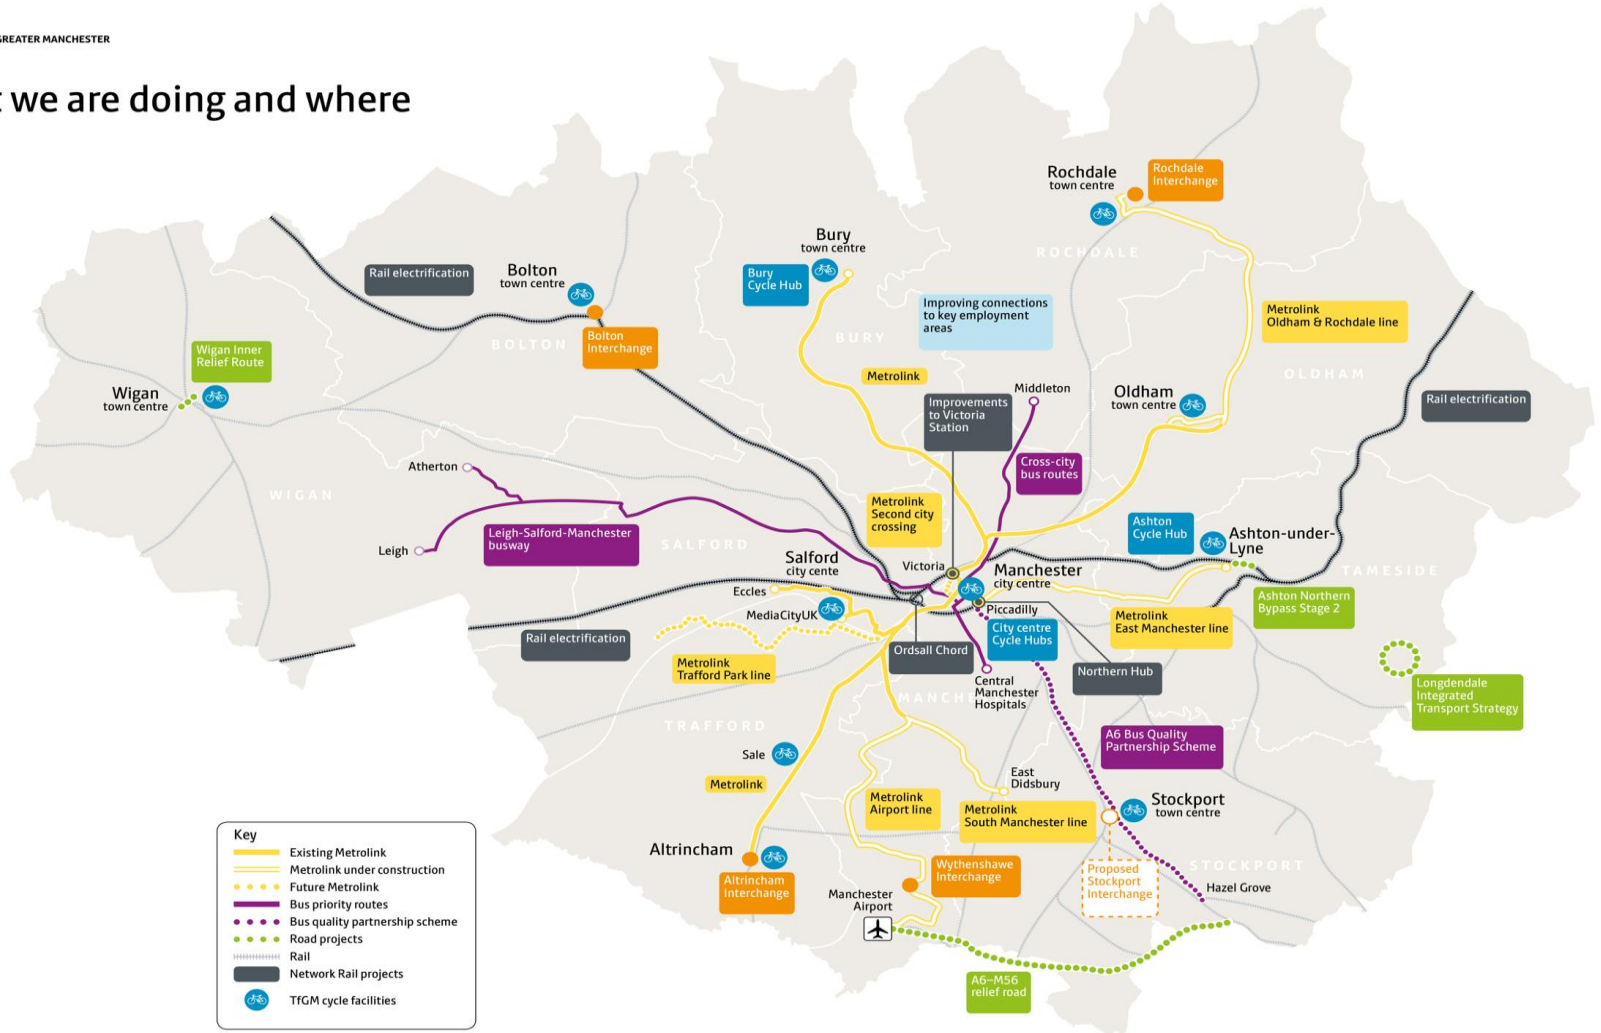 GREATER MANCHESTER
we are doing and where
Rochdale
town centre
Rochdale
Interchange
ROCHDALE
Bury
town centre
Bury
Cycle Hub
Improving connections
to key employment
areas
BURY
Metrolink
Rail electrification
Bolton
town centre
BOLTON
Bolton
Interchange
Metrolink
Oldham & Rochdale line
OLDHAM
Oldham
town centre
Rail electrification
Wigan Inner
Relief Route
Wigan
town centre
WIGAN
Middleton
Improvements
to Victoria
Station
Cross-city
bus routes
Atherton
Leigh
Leigh-Salford-Manchester
busway
SALFORD
Metrolink
Second city
crossing
Ashton
Cycle Hub
Ashton-under-
Lyne
TAMESIDE
Salford
city cente
Victoria
Manchester
city centre
Eccles
MediaCityUK
Piccadilly
City centre
Cycle Hubs
Metrolink
East Manchester line
Ashton Northern
Bypass Stage 2
Rail electrification
Metrolink
Trafford Park line
Ordsall Chord
Northern Hub
Central
Manchester
Hospitals
MANCH
Longdendale
Integrated
Transport Strategy
TRAFFORD
Sale
Metrolink
A6 Bus Quality
Partnership Scheme
East
Didsbury
Metrolink
Airport line
Metrolink
South Manchester line
Stockport
town centre
STOCKPORT
Altrincham
Altrincham
Interchange
Wythenshawe
Interchange
Proposed
Stockport
Interchange
Hazel Grove
Manchester
Airport
A6–M56
relief road
Key
Existing Metrolink
Metrolink under construction
Future Metrolink
Bus priority routes
Bus quality partnership scheme
Road projects
Rail
Network Rail projects
TfGM cycle facilities